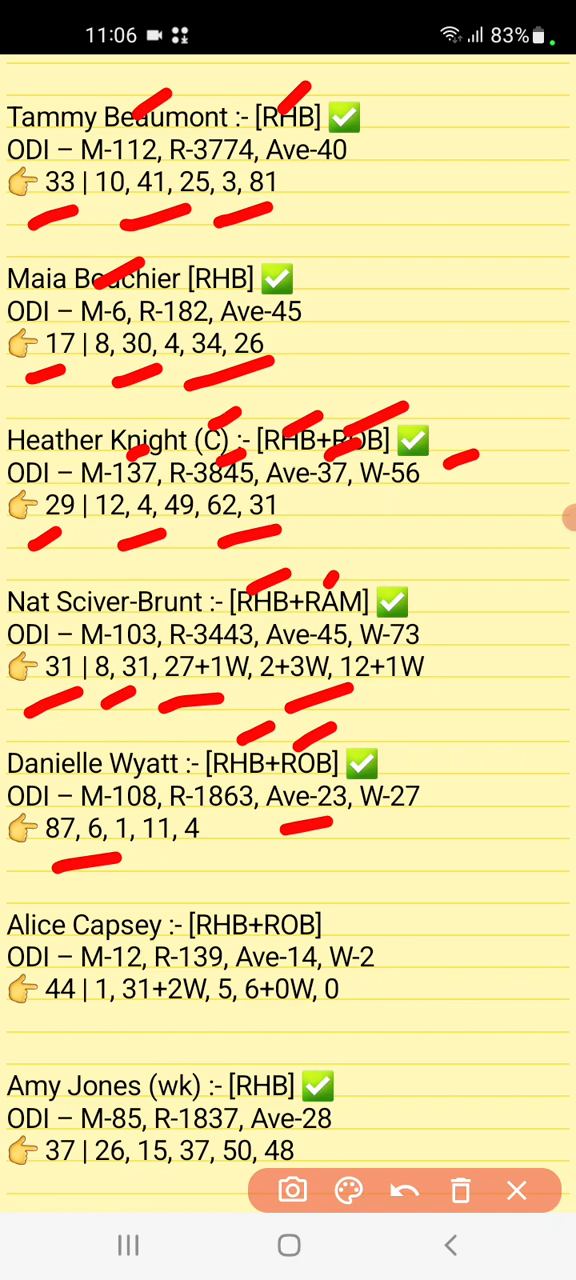 11:06
83%
Tammy Beaumont :- [RHB] ✅
ODI – M-112, R-3774, Ave-40
👉 33 | 10, 41, 25, 3, 81
Maia Bouchier [RHB] ✅
ODI – M-6, R-182, Ave-45
👉 17 | 8, 30, 4, 34, 26
Heather Knight (C) :- [RHB+ROB] ✅
ODI – M-137, R-3845, Ave-37, W-56
👉 29 | 12, 4, 49, 62, 31
Nat Sciver-Brunt :- [RHB+RAM] ✅
ODI – M-103, R-3443, Ave-45, W-73
👉 31 | 8, 31, 27+1W, 2+3W, 12+1W
Danielle Wyatt :- [RHB+ROB] ✅
ODI – M-108, R-1863, Ave-23, W-27
👉 87, 6, 1, 11, 4
Alice Capsey :- [RHB+ROB]
ODI – M-12, R-139, Ave-14, W-2
👉 44 | 1, 31+2W, 5, 6+0W, 0
Amy Jones (wk) :- [RHB] ✅
ODI – M-85, R-1837, Ave-28
👉 37 | 26, 15, 37, 50, 48